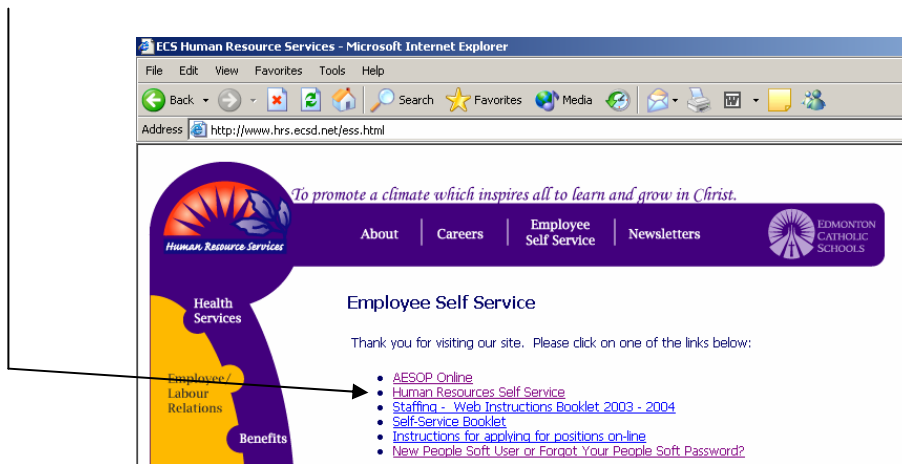 ECS Human Resource Services - Microsoft Internet Explorer
File Edit View Favorites Tools Help
Back Search Favorites Media
Address http://www.hrs.ecsd.net/ess.html
To promote a climate which inspires all to learn and grow in Christ.
Human Resource Services
About Careers Employee Self Service Newsletters
EDMONTON
CATHOLIC
SCHOOLS
Health
Services
Employee/
Labour
Relations
Benefits
Employee Self Service
Thank you for visiting our site. Please click on one of the links below:
AESOP Online
Human Resources Self Service
Staffing - Web Instructions Booklet 2003 - 2004
Self-Service Booklet
Instructions for applying for positions on-line
New People Soft User or Forgot Your People Soft Password?